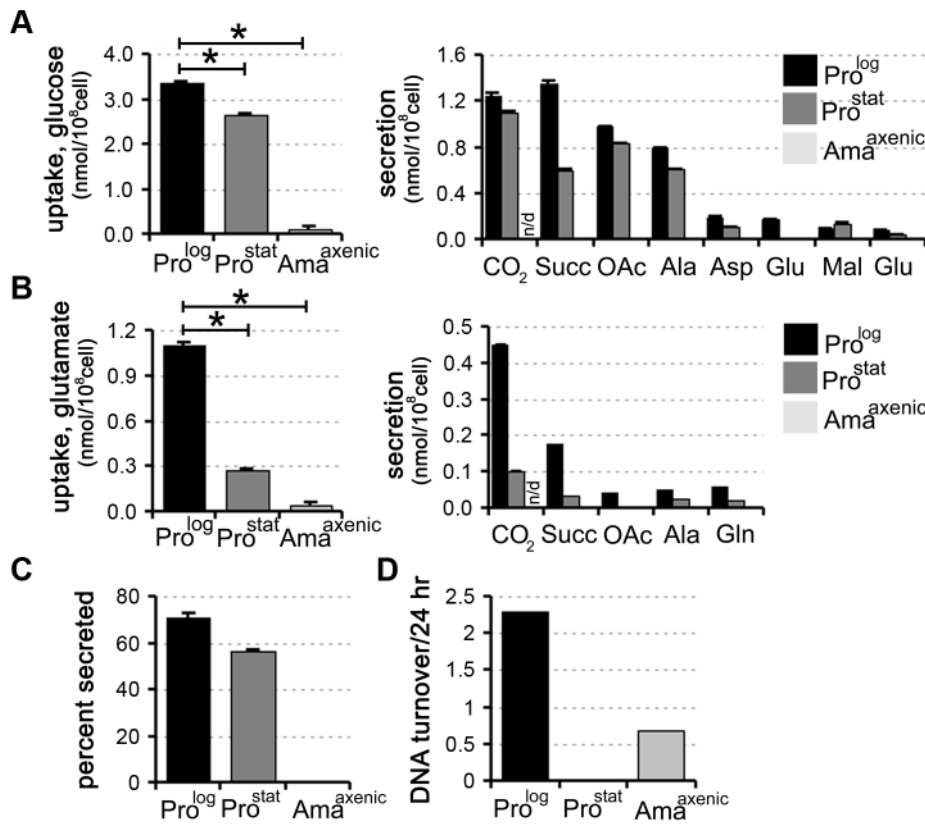 A
uptake, glucose
(nmol/10⁸cell)
4.0
3.0
2.0
1.0
0.0
*
*
Pro^log Pro^stat Ama^axenic
secretion
(nmol/10⁸cell)
1.6
1.2
0.8
0.4
0
n/d
CO₂ Succ OAc Ala Asp Glu Mal Glu
Pro^log
Pro^stat
Ama^axenic
B
uptake, glutamate
(nmol/10⁸cell)
1.2
0.9
0.6
0.3
0.0
*
*
Pro^log Pro^stat Ama^axenic
secretion
(nmol/10⁸cell)
0.5
0.4
0.3
0.2
0.1
0.0
n/d
CO₂ Succ OAc Ala Gln
Pro^log
Pro^stat
Ama^axenic
C
percent secreted
80
60
40
20
0
Pro^log Pro^stat Ama^axenic
D
DNA turnover/24 hr
2.5
2
1.5
1
0.5
0
Pro^log Pro^stat Ama^axenic